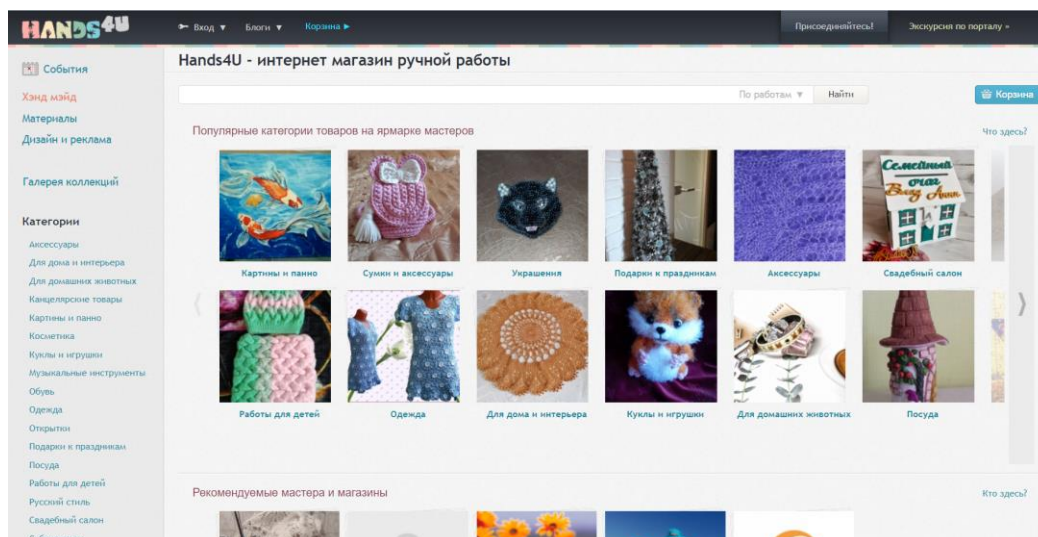 HANDS4U
Вход ▼ Блоги ▼ Корзина ►
Присоединяйтесь!
Экскурсия по порталу »
События
Хэнд мэйд
Материалы
Дизайн и реклама
Галерея коллекций
Категории
Аксессуары
Для дома и интерьера
Для домашних животных
Канцелярские товары
Картины и панно
Косметика
Куклы и игрушки
Музыкальные инструменты
Обувь
Одежда
Открытки
Подарки к праздникам
Посуда
Работы для детей
Русский стиль
Свадебный салон
Hands4U - интернет магазин ручной работы
По работам ▼ Найти
Корзина
Популярные категории товаров на ярмарке мастеров
Что здесь?
Семейный
очаг
Картины и панно
Сумки и аксессуары
Украшения
Подарки к праздникам
Аксессуары
Свадебный салон
Работы для детей
Одежда
Для дома и интерьера
Куклы и игрушки
Для домашних животных
Посуда
Рекомендуемые мастера и магазины
Кто здесь?